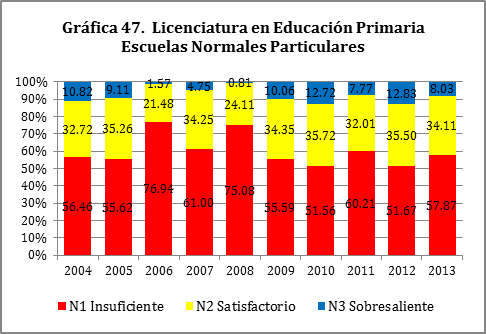 Gráfica 47.  Licenciatura en Educación Primaria
Escuelas Normales Particulares
100%
90%
80%
70%
60%
50%
40%
30%
20%
10%
0%
10.82 9.11 1.57 4.75 0.81 10.06 12.72 7.77 12.83 8.03
32.72 35.26 21.48 34.25 24.11 34.35 35.72 32.01 35.50 34.11
56.46 55.62 76.94 61.00 75.08 55.59 51.56 60.21 51.67 57.87
2004 2005 2006 2007 2008 2009 2010 2011 2012 2013
N1 Insuficiente N2 Satisfactorio N3 Sobresaliente